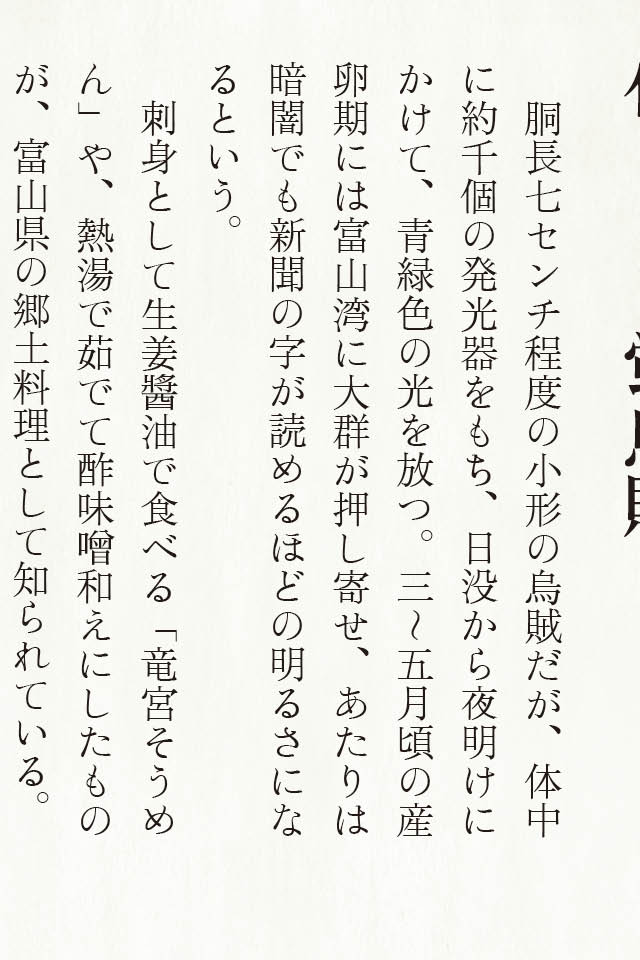 胴長七センチ程度の小形の烏賊だが、体中
に約千個の発光器をもち、日没から夜明けに
かけて、青緑色の光を放つ。三～五月頃の産
卵期には富山湾に大群が押し寄せ、あたりは
暗闇でも新聞の字が読めるほどの明るさにな
るという。
刺身として生姜醬油で食べる「竜宮そうめ
ん」や、熱湯で茹でて酢味噌和えにしたもの
が、富山県の郷土料理として知られている。